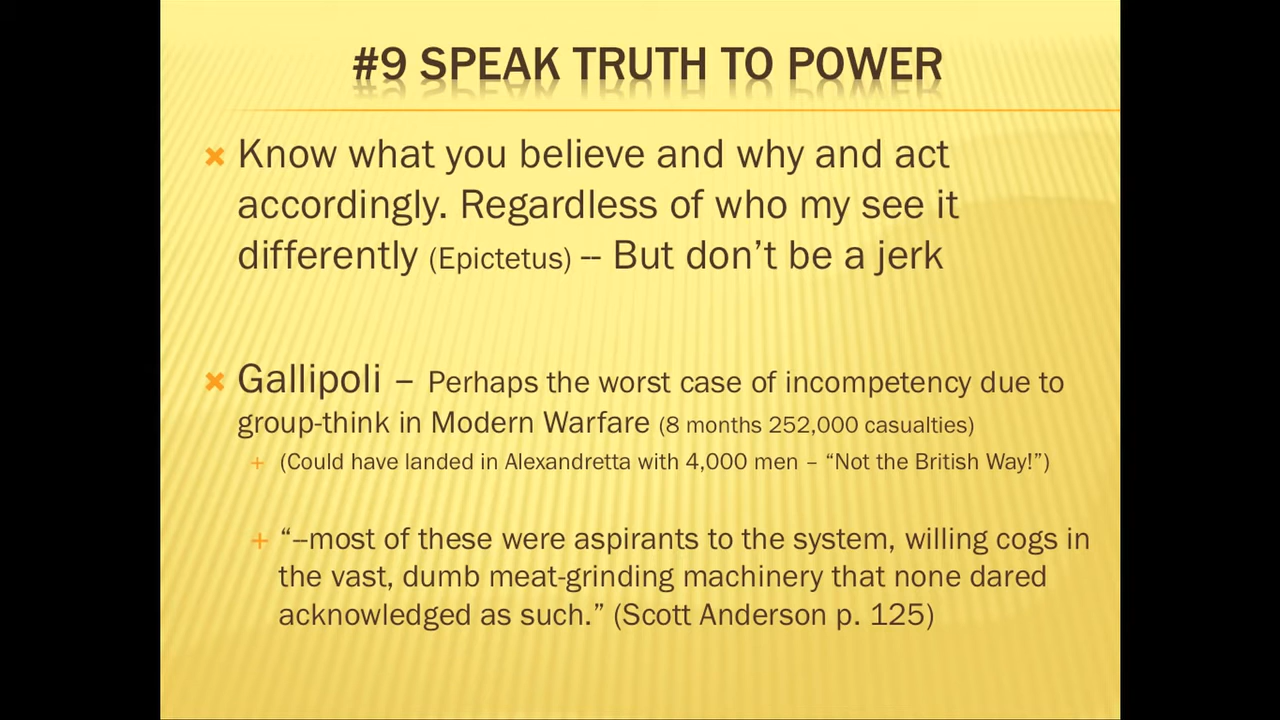 #9 SPEAK TRUTH TO POWER
Know what you believe and why and act
accordingly. Regardless of who my see it
differently (Epictetus) -- But don’t be a jerk
Gallipoli – Perhaps the worst case of incompetency due to
group-think in Modern Warfare (8 months 252,000 casualties)
(Could have landed in Alexandretta with 4,000 men – “Not the British Way!”)
“--most of these were aspirants to the system, willing cogs in
the vast, dumb meat-grinding machinery that none dared
acknowledged as such.” (Scott Anderson p. 125)